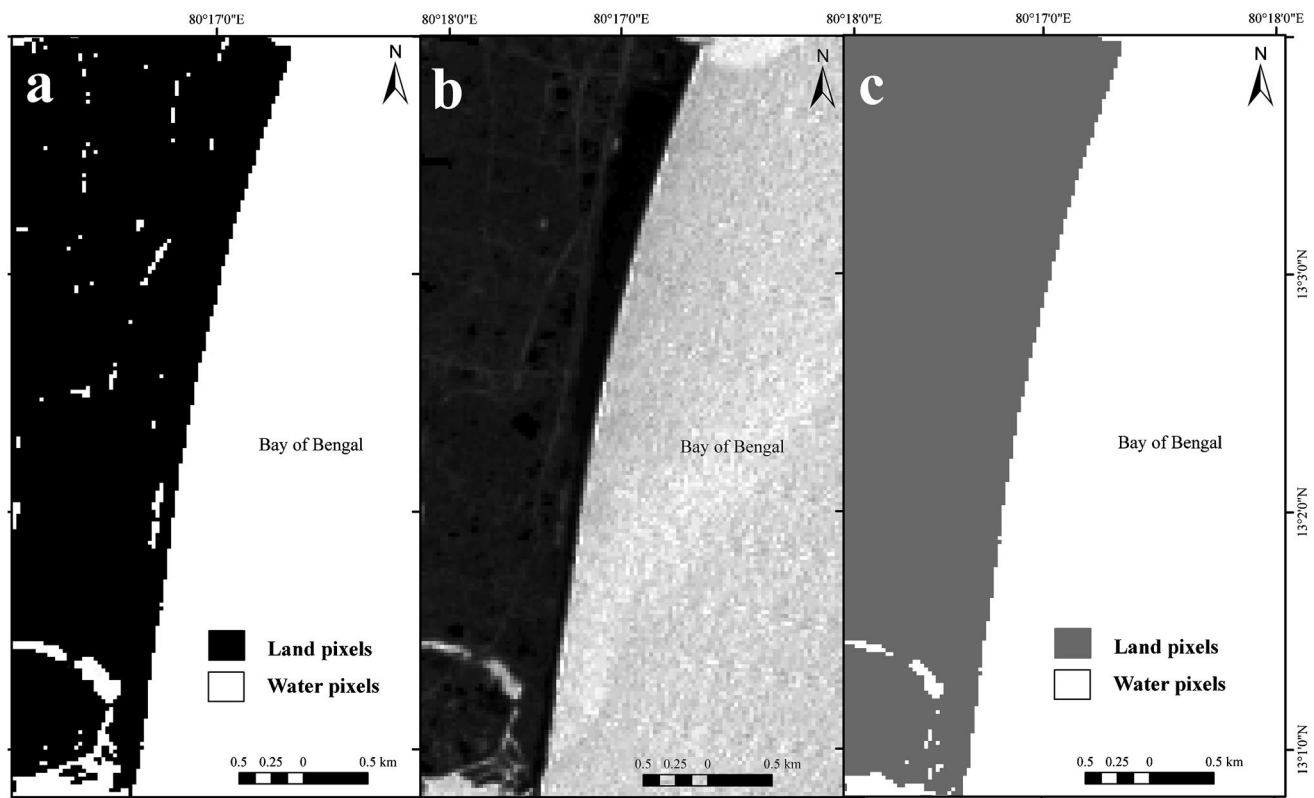 80°17'0"E
80°18'0"E
80°17'0"E
80°18'0"E
80°17'0"E
80°18'0"E
a
N
b
N
c
N
13°3'0"N
Bay of Bengal
Bay of Bengal
Bay of Bengal
13°2'0"N
Land pixels
Water pixels
Land pixels
Water pixels
13°1'0"N
0.5 0.25 0 0.5 km
0.5 0.25 0 0.5 km
0.5 0.25 0 0.5 km